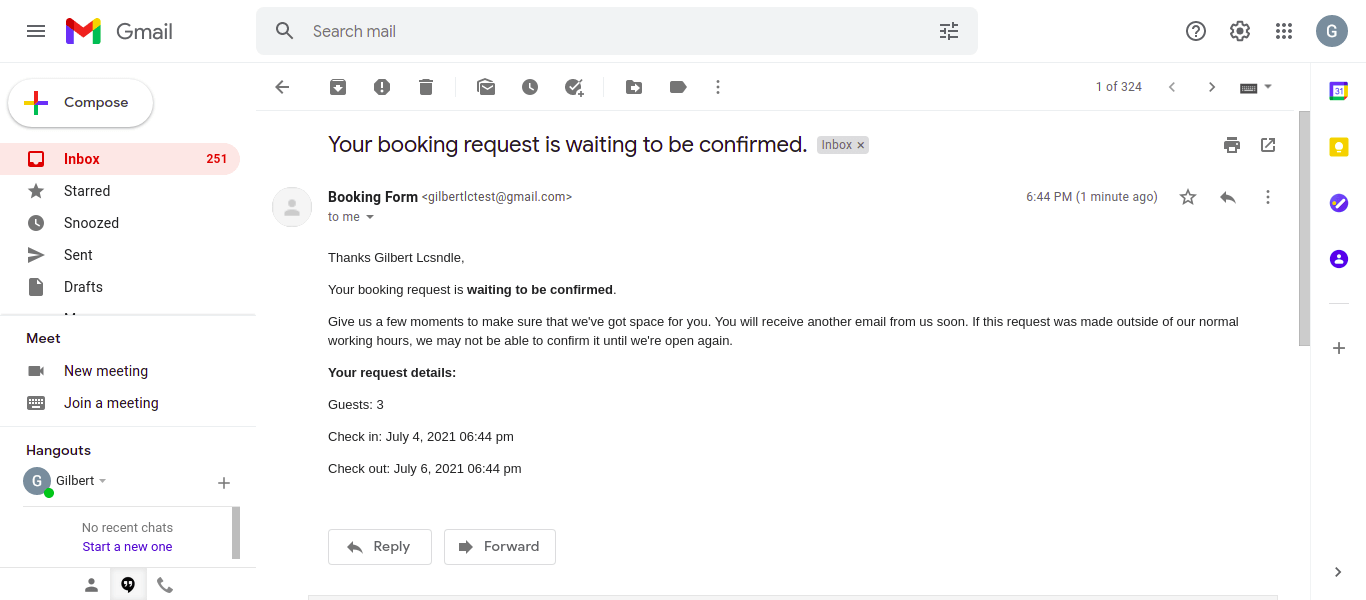 Gmail
Search mail
G
Compose
1 of 324
31
Inbox 251
Starred
Snoozed
Sent
Drafts
Meet
New meeting
Join a meeting
Hangouts
G Gilbert
No recent chats
Start a new one
Your booking request is waiting to be confirmed. Inbox ×
Booking Form <gilbertlctest@gmail.com> 6:44 PM (1 minute ago)
to me
Thanks Gilbert Lcsndle,
Your booking request is waiting to be confirmed.
Give us a few moments to make sure that we've got space for you. You will receive another email from us soon. If this request was made outside of our normal
working hours, we may not be able to confirm it until we're open again.
Your request details:
Guests: 3
Check in: July 4, 2021 06:44 pm
Check out: July 6, 2021 06:44 pm
Reply Forward